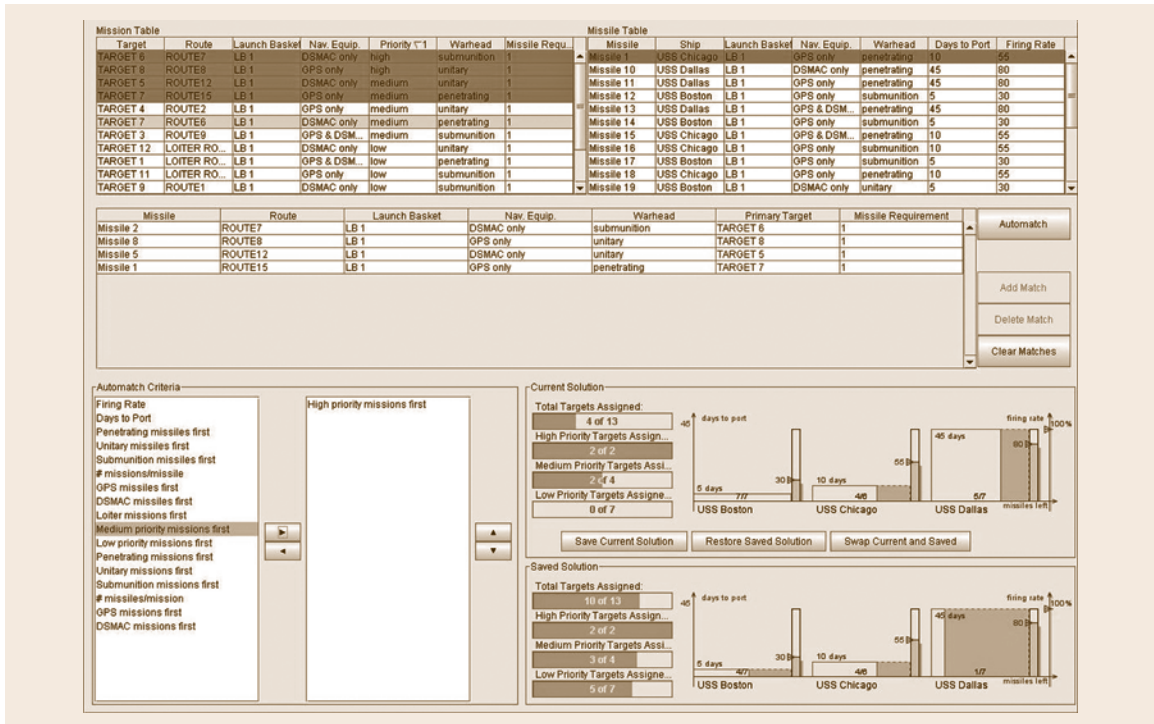 Mission Table
Target Route Launch Basket Nav. Equip. Priority 1 Warhead Missile Requ...
TARGET 6 ROUTE7 LB 1 DSMAC only high submunition 1
TARGET 8 ROUTE8 LB 1 GPS only high unitary 1
TARGET 5 ROUTE12 LB 1 DSMAC only medium unitary 1
TARGET 7 ROUTE15 LB 1 GPS only medium penetrating 1
TARGET 4 ROUTE2 LB 1 GPS only medium unitary 1
TARGET 7 ROUTE6 LB 1 DSMAC only medium penetrating 1
TARGET 3 ROUTE9 LB 1 GPS & DSM... medium submunition 1
TARGET 12 LOITER RO... LB 1 DSMAC only low unitary 1
TARGET 1 LOITER RO... LB 1 GPS & DSM... low penetrating 1
TARGET 11 LOITER RO... LB 1 GPS only low submunition 1
TARGET 9 ROUTE1 LB 1 DSMAC only low submunition 1
Missile Table
Missile Ship Launch Basket Nav. Equip. Warhead Days to Port Firing Rate
Missile 1 USS Chicago LB 1 GPS only penetrating 10 55
Missile 10 USS Dallas LB 1 DSMAC only penetrating 45 80
Missile 11 USS Dallas LB 1 GPS only penetrating 45 80
Missile 12 USS Boston LB 1 GPS only submunition 5 30
Missile 13 USS Dallas LB 1 GPS & DSM... penetrating 45 80
Missile 14 USS Boston LB 1 GPS only submunition 5 30
Missile 15 USS Chicago LB 1 GPS & DSM... penetrating 10 55
Missile 16 USS Chicago LB 1 GPS only submunition 10 55
Missile 17 USS Boston LB 1 GPS only submunition 5 30
Missile 18 USS Chicago LB 1 GPS only penetrating 10 55
Missile 19 USS Boston LB 1 DSMAC only unitary 5 30
Missile Route Launch Basket Nav. Equip. Warhead Primary Target Missile Requirement
Missile 2 ROUTE7 LB 1 DSMAC only submunition TARGET 6 1
Missile 8 ROUTE8 LB 1 GPS only unitary TARGET 8 1
Missile 5 ROUTE12 LB 1 DSMAC only unitary TARGET 5 1
Missile 1 ROUTE15 LB 1 GPS only penetrating TARGET 7 1
Automatch
Add Match
Delete Match
Clear Matches
Automatch Criteria
Firing Rate
Days to Port
Penetrating missiles first
Unitary missiles first
Submunition missiles first
# missions/missile
GPS missiles first
DSMAC missiles first
Loiter missions first
Medium priority missions first
Low priority missions first
Penetrating missions first
Unitary missions first
Submunition missions first
# missiles/mission
GPS missions first
DSMAC missions first
High priority missions first
Current Solution
Total Targets Assigned:
4 of 13
High Priority Targets Assign...
2 of 2
Medium Priority Targets Assi...
2 of 4
Low Priority Targets Assigne...
0 of 7
45 days to port firing rate 100%
5 days 30 10 days 55 45 days 80
7/7 4/6 5/7 missiles left
USS Boston USS Chicago USS Dallas
Save Current Solution Restore Saved Solution Swap Current and Saved
Saved Solution
Total Targets Assigned:
10 of 13
High Priority Targets Assign...
2 of 2
Medium Priority Targets Assi...
3 of 4
Low Priority Targets Assigne...
5 of 7
45 days to port firing rate 100%
5 days 30 10 days 55 45 days 80
4/7 4/6 1/7 missiles left
USS Boston USS Chicago USS Dallas